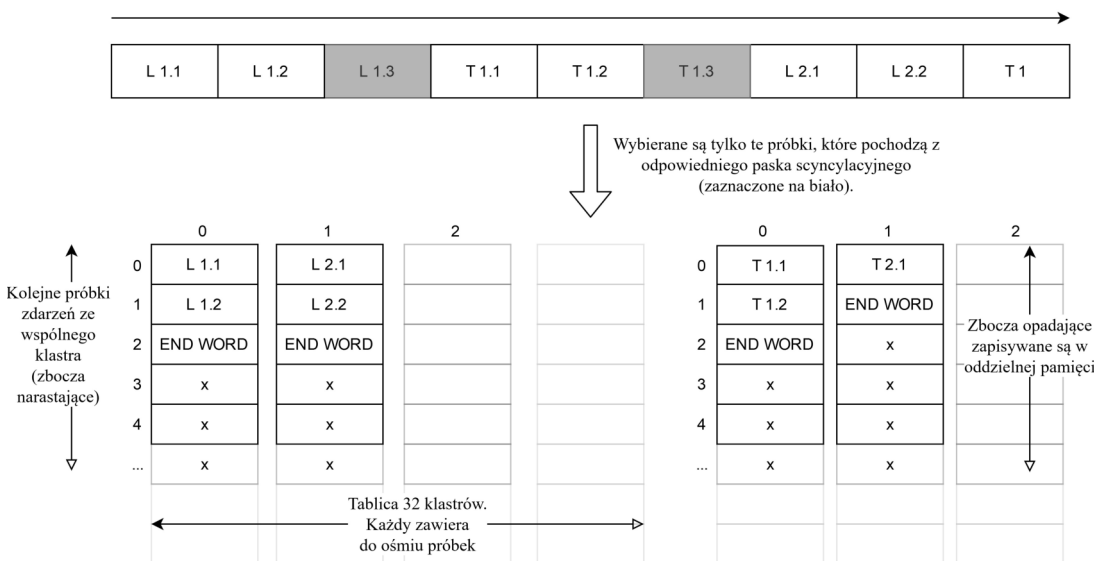 L 1.1 L 1.2 L 1.3 T 1.1 T 1.2 T 1.3 L 2.1 L 2.2 T 1
Wybierane są tylko te próbki, które pochodzą z
odpowiedniego paska scyncylacyjnego
(zaznaczone na biało).
0 1 2
0 L 1.1 L 2.1
1 L 1.2 L 2.2
2 END WORD END WORD
3 x x
4 x x
... x x
Kolejne próbki
zdarzeń ze
wspólnego
klastra
(zbocza
narastające)
Tablica 32 klastrów.
Każdy zawiera
do ośmiu próbek
0 1 2
0 T 1.1 T 2.1
1 T 1.2 END WORD
2 END WORD x
3 x x
4 x x
... x x
Zbocza opadające
zapisywane są w
oddzielnej pamięci